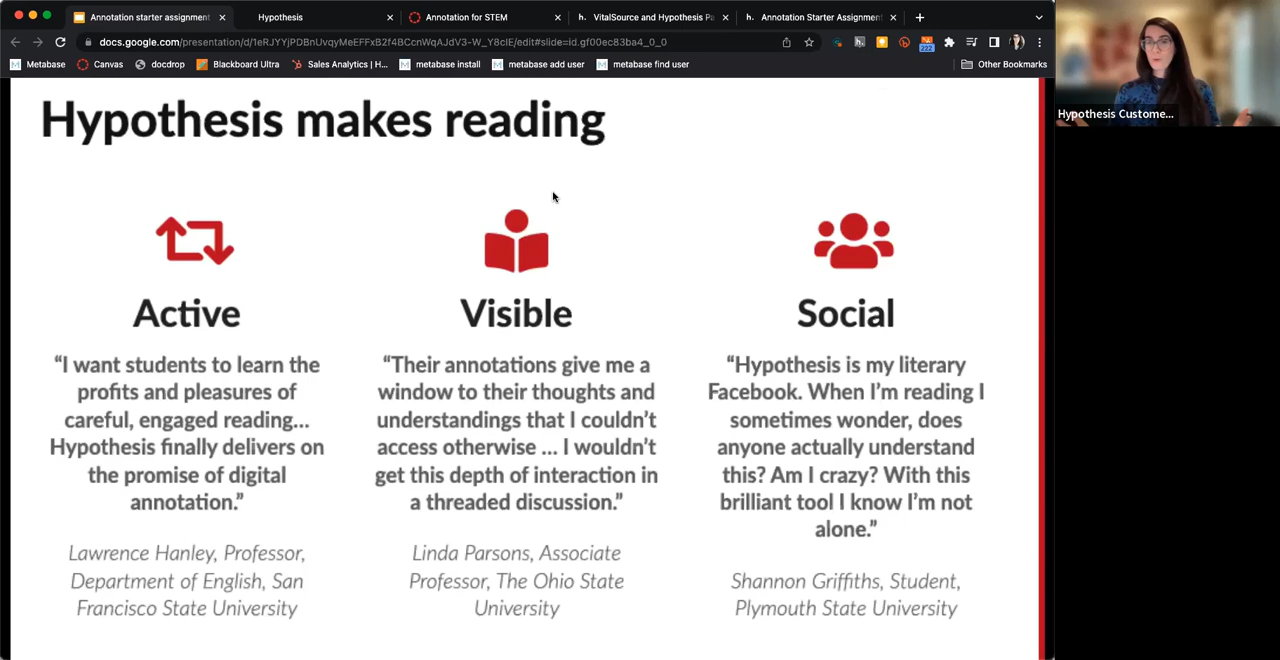 Annotation starter assignment
Hypothesis
Annotation for STEM
VitalSource and Hypothesis Pa
Annotation Starter Assignment
docs.google.com/presentation/d/1eRJYYjPDBnUvqyMeEFFxB2f4BCcnWqAJdV3-W_Y8cIE/edit#slide=id.gf00ec83ba4_0_0
222
Metabase
Canvas
docdrop
Blackboard Ultra
Sales Analytics | H...
metabase install
metabase add user
metabase find user
Other Bookmarks
Hypothesis Custome...
Hypothesis makes reading
Active
“I want students to learn the
profits and pleasures of
careful, engaged reading...
Hypothesis finally delivers on
the promise of digital
annotation.”
Lawrence Hanley, Professor,
Department of English, San
Francisco State University
Visible
“Their annotations give me a
window to their thoughts and
understandings that I couldn’t
access otherwise ... I wouldn’t
get this depth of interaction in
a threaded discussion.”
Linda Parsons, Associate
Professor, The Ohio State
University
Social
“Hypothesis is my literary
Facebook. When I’m reading I
sometimes wonder, does
anyone actually understand
this? Am I crazy? With this
brilliant tool I know I’m not
alone.”
Shannon Griffiths, Student,
Plymouth State University